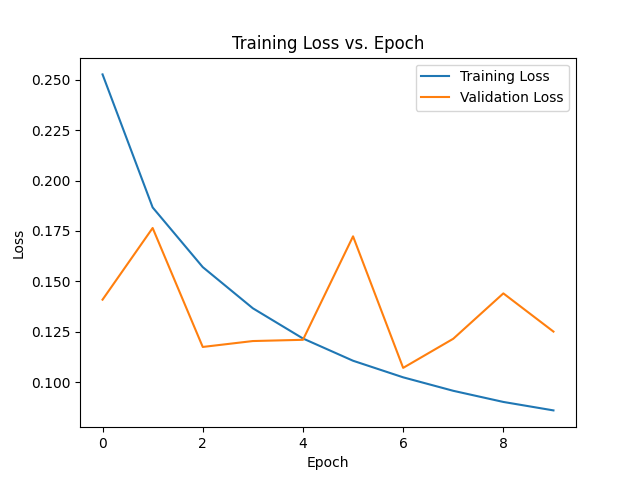 Training Loss vs. Epoch
Training Loss
Validation Loss
0.250
0.225
0.200
0.175
0.150
0.125
0.100
Loss
0 2 4 6 8
Epoch